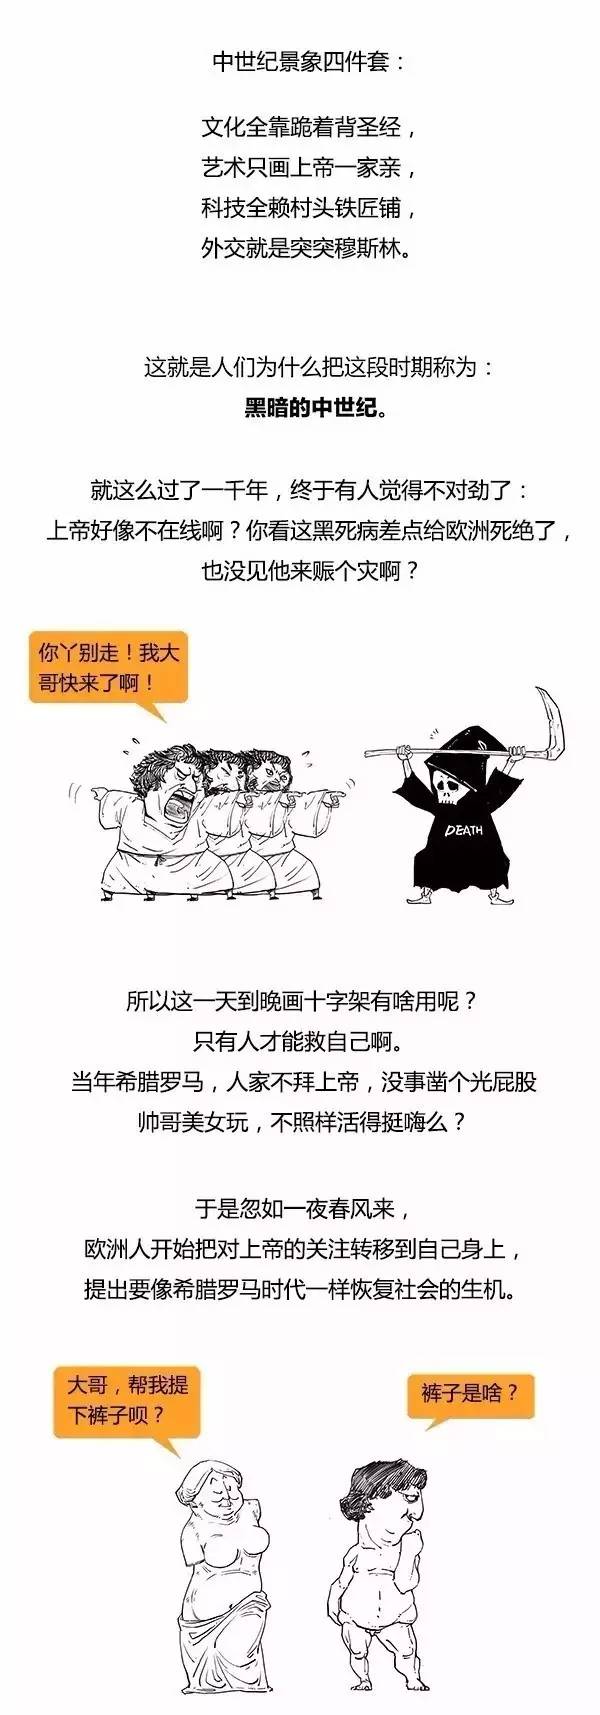 中世纪景象四件套：
文化全靠跪着背圣经，
艺术只画上帝一家亲，
科技全赖村头铁匠铺，
外交就是突突穆斯林。
这就是人们为什么把这段时期称为：
黑暗的中世纪。
就这么过了一千年，终于有人觉得不对劲了：
上帝好像不在线啊？你看这黑死病差点给欧洲死绝了，
也没见他来赈个灾啊？
你丫别走！我大
哥快来了啊！
DEATH
所以这一天到晚画十字架有啥用呢？
只有人才能救自己啊。
当年希腊罗马，人家不拜上帝，没事凿个光屁股
帅哥美女玩，不照样活得挺嗨么？
于是忽如一夜春风来，
欧洲人开始把对上帝的关注转移到自己身上，
提出要像希腊罗马时代一样恢复社会的生机。
大哥，帮我提
下裤子呗？
裤子是啥？